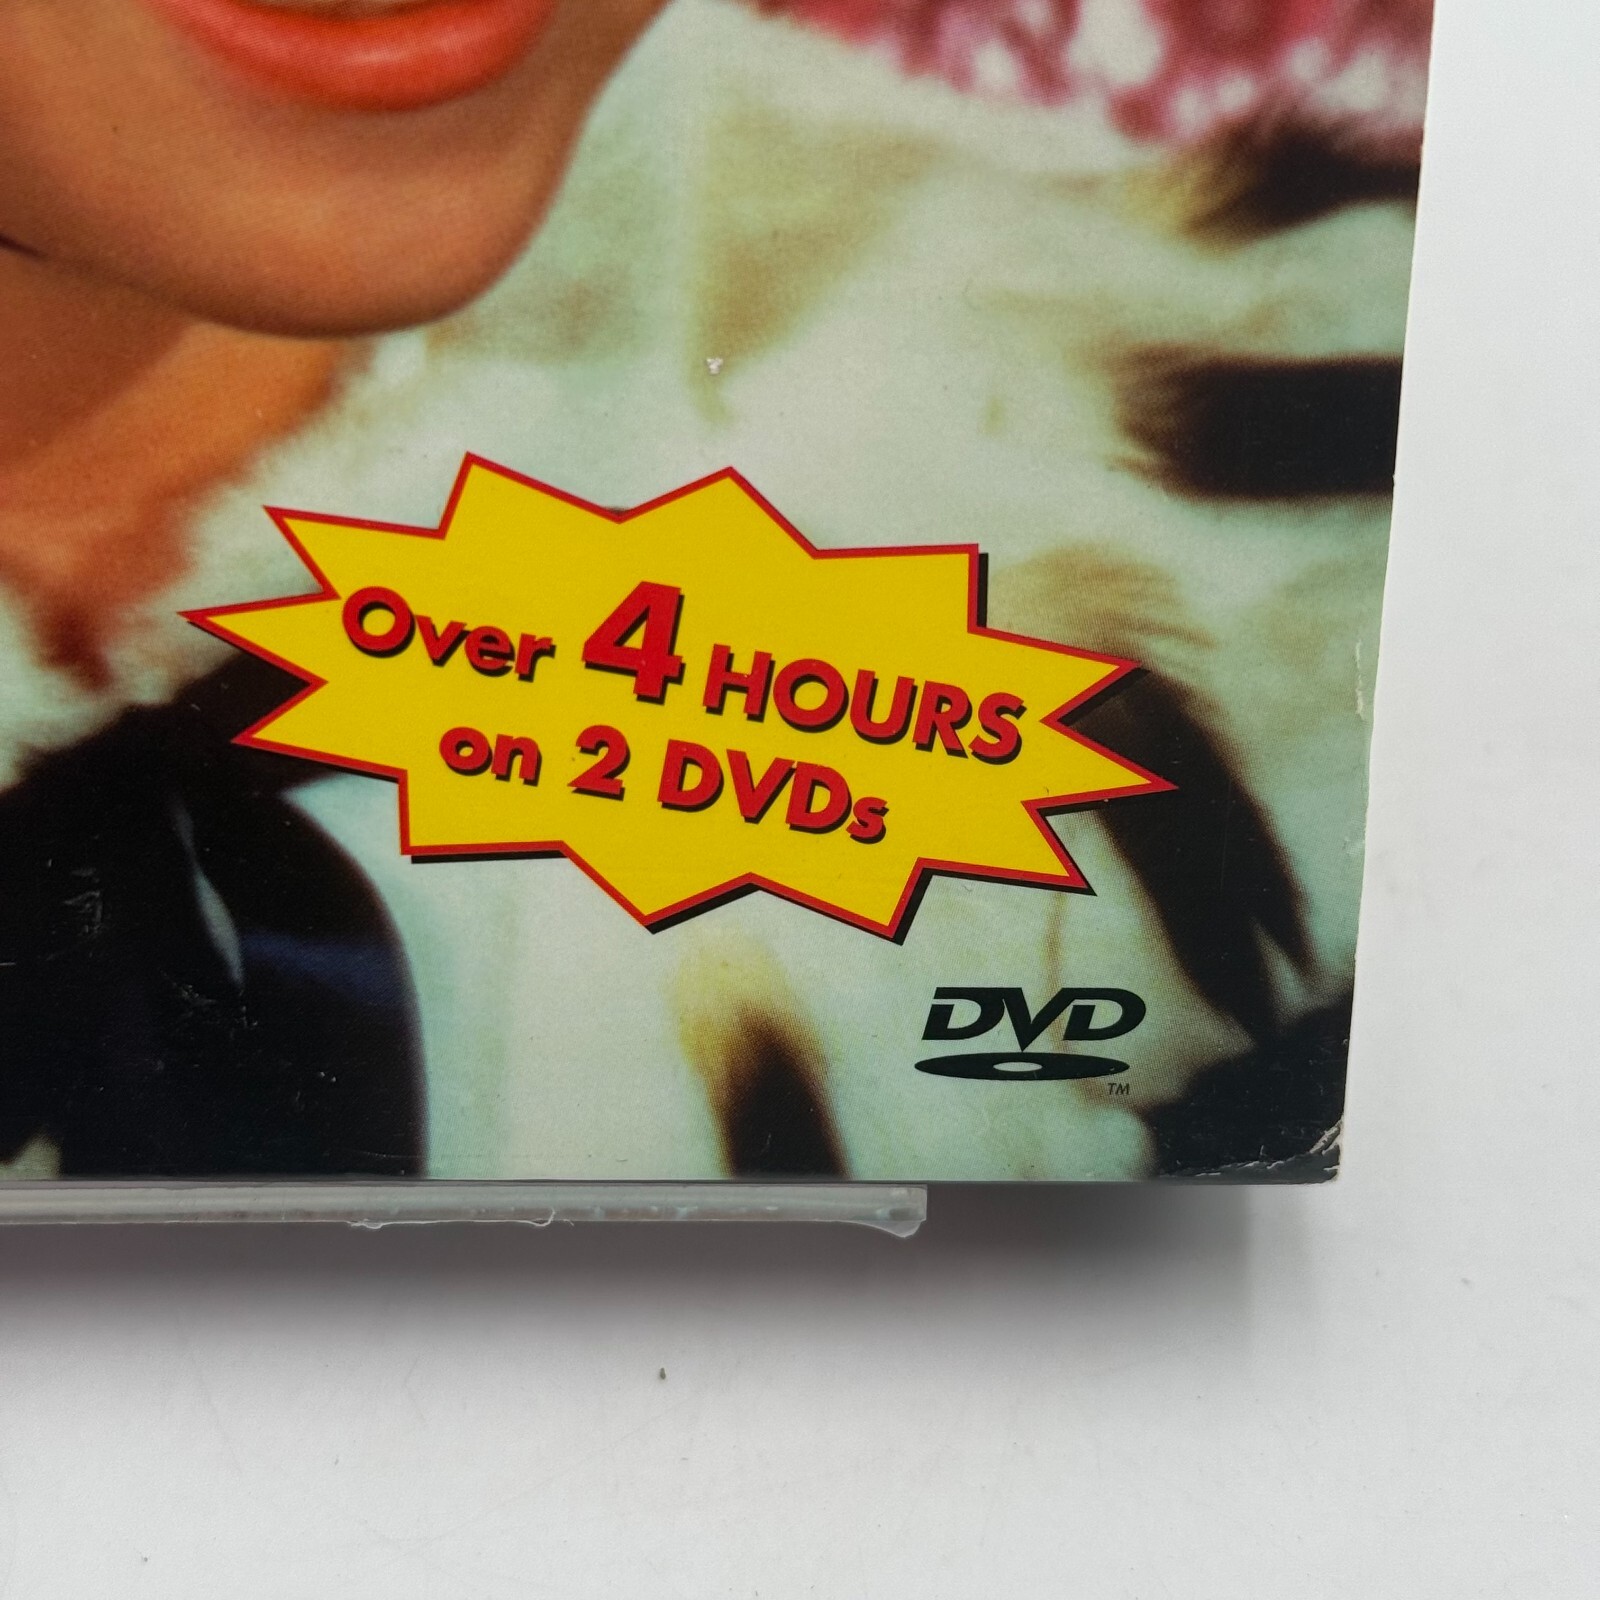 Over 4 HOURS
on 2 DVDs
DVD
TM